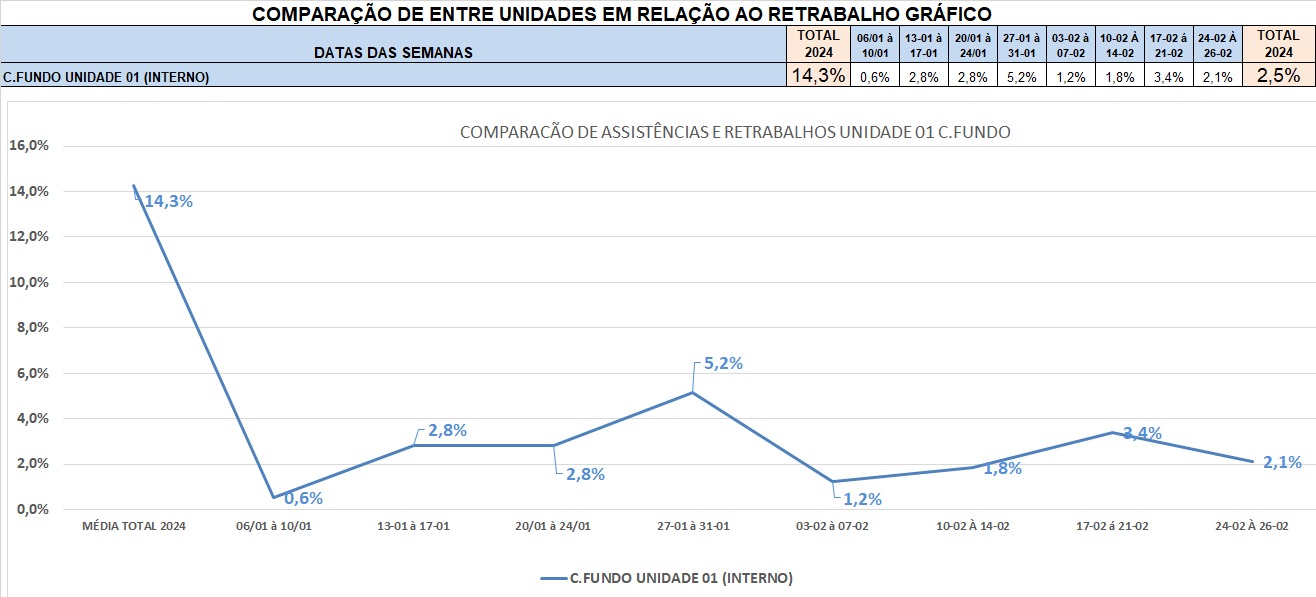 COMPARAÇÃO DE ENTRE UNIDADES EM RELAÇÃO AO RETRABALHO GRÁFICO
DATAS DAS SEMANAS
TOTAL
2024
06/01 à
10/01
13-01 à
17-01
20/01 à
24/01
27-01 à
31-01
03-02 à
07-02
10-02 À
14-02
17-02 á
21-02
24-02 À
26-02
TOTAL
2024
C.FUNDO UNIDADE 01 (INTERNO) 14,3% 0,6% 2,8% 2,8% 5,2% 1,2% 1,8% 3,4% 2,1% 2,5%
COMPARACÃO DE ASSISTÊNCIAS E RETRABALHOS UNIDADE 01 C.FUNDO
16,0%
14,0%
12,0%
10,0%
8,0%
6,0%
4,0%
2,0%
0,0%
14,3%
0,6%
2,8%
2,8%
5,2%
1,2%
1,8%
3,4%
2,1%
MÉDIA TOTAL 2024 06/01 à 10/01 13-01 à 17-01 20/01 à 24/01 27-01 à 31-01 03-02 à 07-02 10-02 À 14-02 17-02 á 21-02 24-02 À 26-02
C.FUNDO UNIDADE 01 (INTERNO)